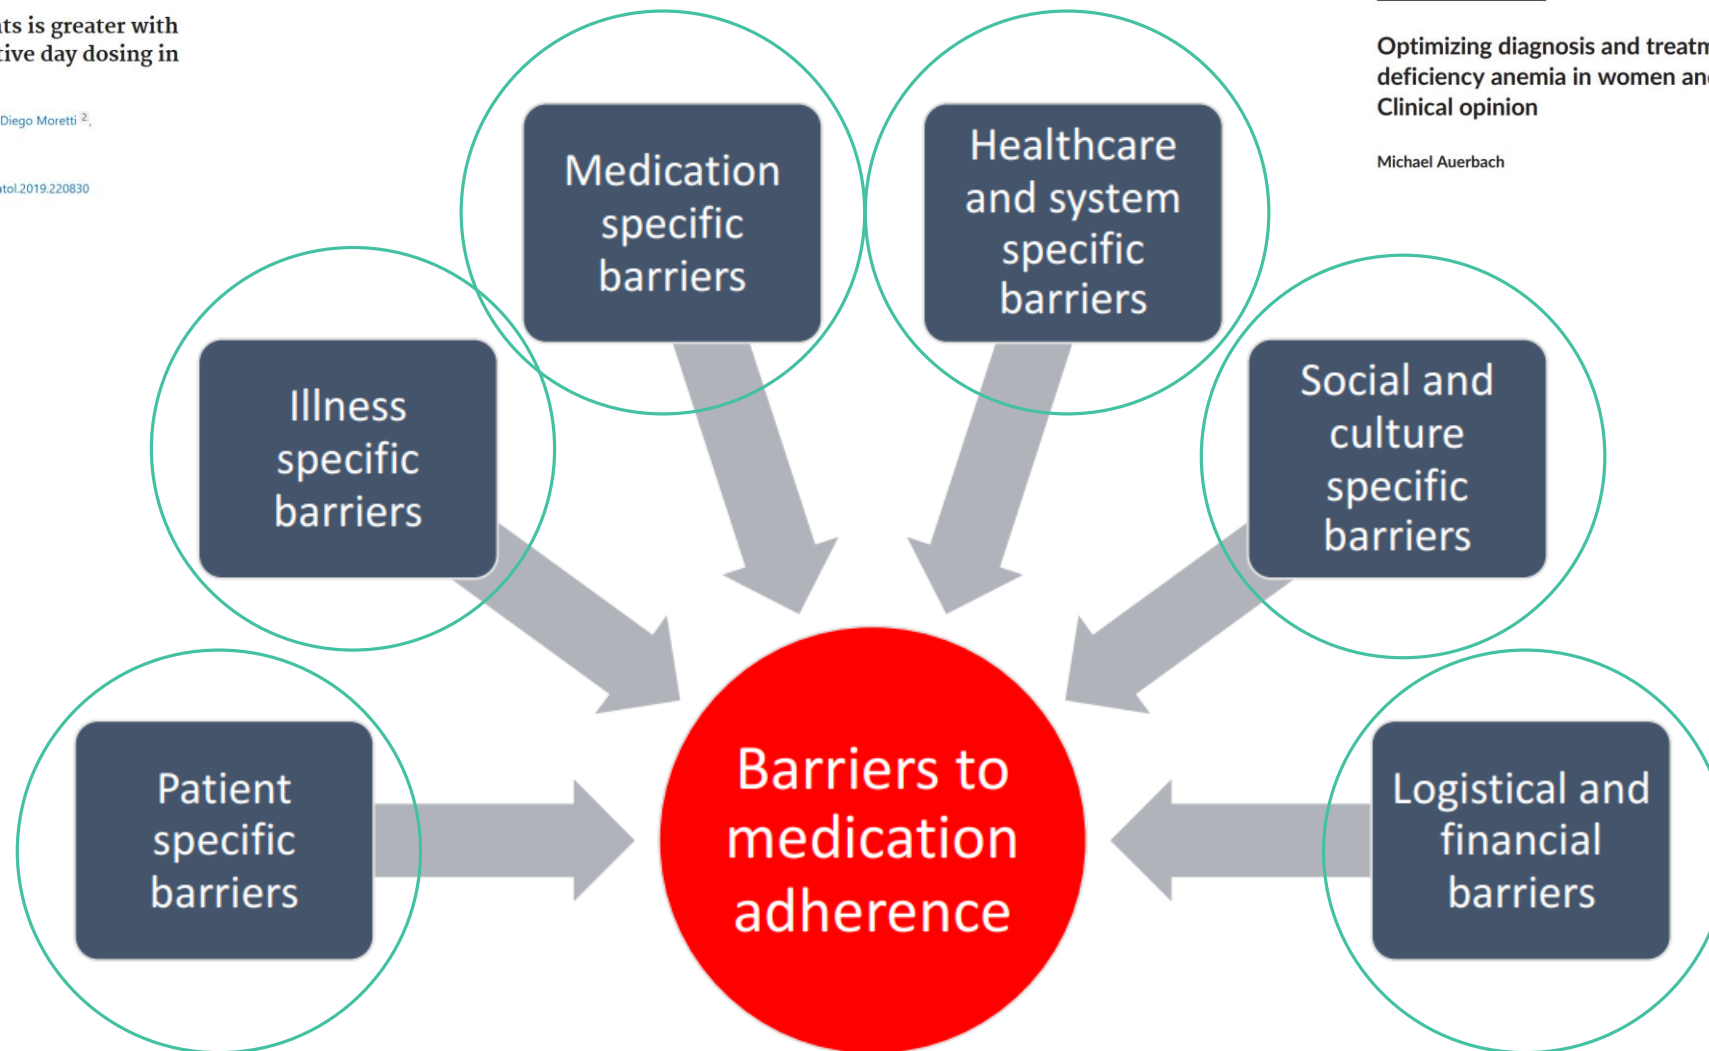 ts is greater with
tive day dosing in
Diego Moretti 2,
atol.2019.220830
Optimizing diagnosis and treatm
deficiency anemia in women and
Clinical opinion
Michael Auerbach
Medication
specific
barriers
Healthcare
and system
specific
barriers
Illness
specific
barriers
Social and
culture
specific
barriers
Patient
specific
barriers
Barriers to
medication
adherence
Logistical and
financial
barriers